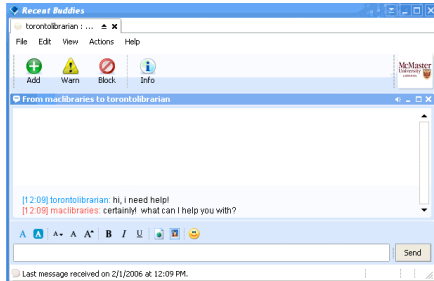 Recent Buddies
torontolibrarian : ...
File Edit View Actions Help
Add Warn Block Info
McMaster
University
From maclibraries to torontolibrarian
[12:09] torontolibrarian: hi, i need help!
[12:09] maclibraries: certainly! what can I help you with?
A A A A A B I U
Send
Last message received on 2/1/2006 at 12:09 PM.